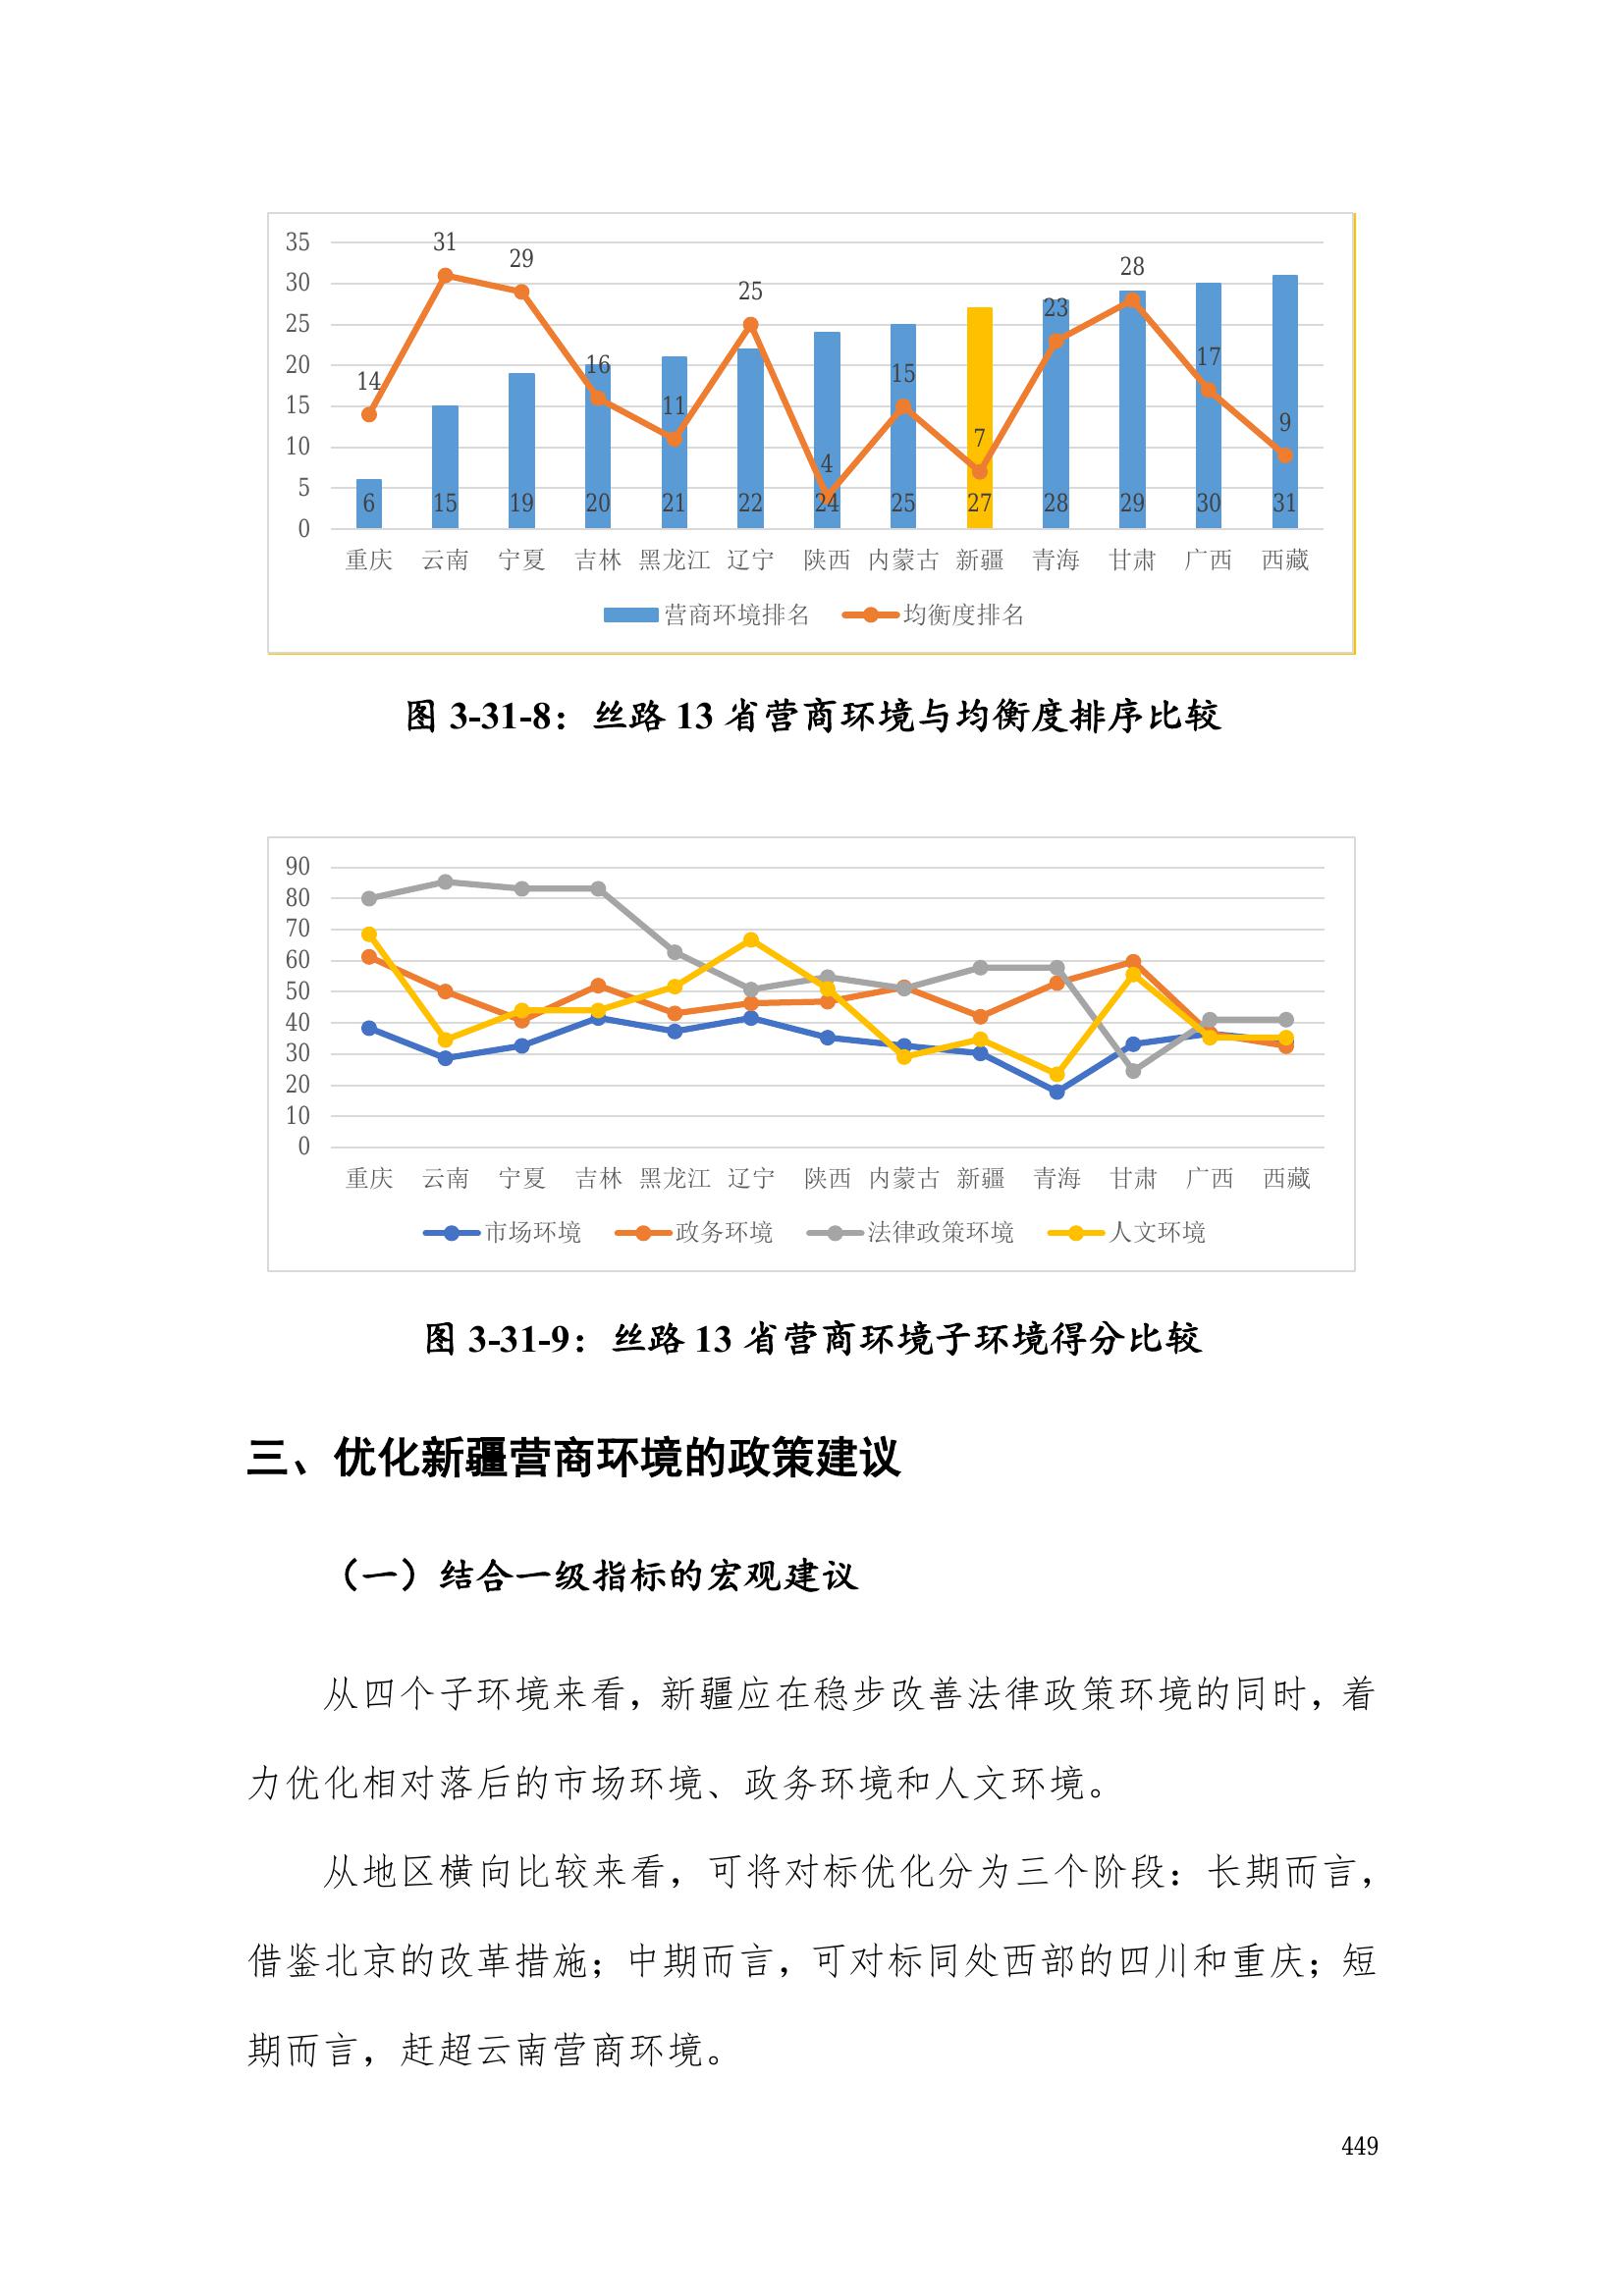 35
30
25
20
15
10
5
0
14 31 29 16 11 25 4 15 7 23 28 17 9
6 15 19 20 21 22 24 25 27 28 29 30 31
重庆 云南 宁夏 吉林 黑龙江 辽宁 陕西 内蒙古 新疆 青海 甘肃 广西 西藏
营商环境排名 均衡度排名
图 3-31-8：丝路 13 省营商环境与均衡度排序比较
90
80
70
60
50
40
30
20
10
0
重庆 云南 宁夏 吉林 黑龙江 辽宁 陕西 内蒙古 新疆 青海 甘肃 广西 西藏
市场环境 政务环境 法律政策环境 人文环境
图 3-31-9：丝路 13 省营商环境子环境得分比较
三、优化新疆营商环境的政策建议
（一）结合一级指标的宏观建议
从四个子环境来看，新疆应在稳步改善法律政策环境的同时，着
力优化相对落后的市场环境、政务环境和人文环境。
从地区横向比较来看，可将对标优化分为三个阶段：长期而言，
借鉴北京的改革措施；中期而言，可对标同处西部的四川和重庆；短
期而言，赶超云南营商环境。
449